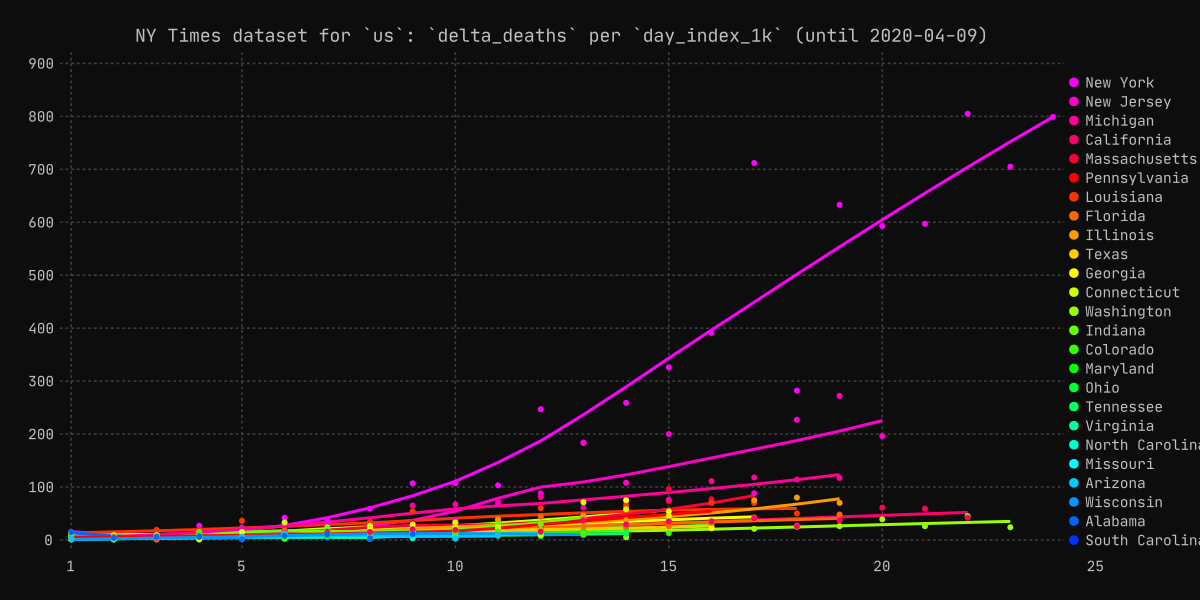 NY Times dataset for `us`: `delta_deaths` per `day_index_1k` (until 2020-04-09)
900
800
700
600
500
400
300
200
100
0
1
5
10
15
20
25
New York
New Jersey
Michigan
California
Massachusetts
Pennsylvania
Louisiana
Florida
Illinois
Texas
Georgia
Connecticut
Washington
Indiana
Colorado
Maryland
Ohio
Tennessee
Virginia
North Carolina
Missouri
Arizona
Wisconsin
Alabama
South Carolina